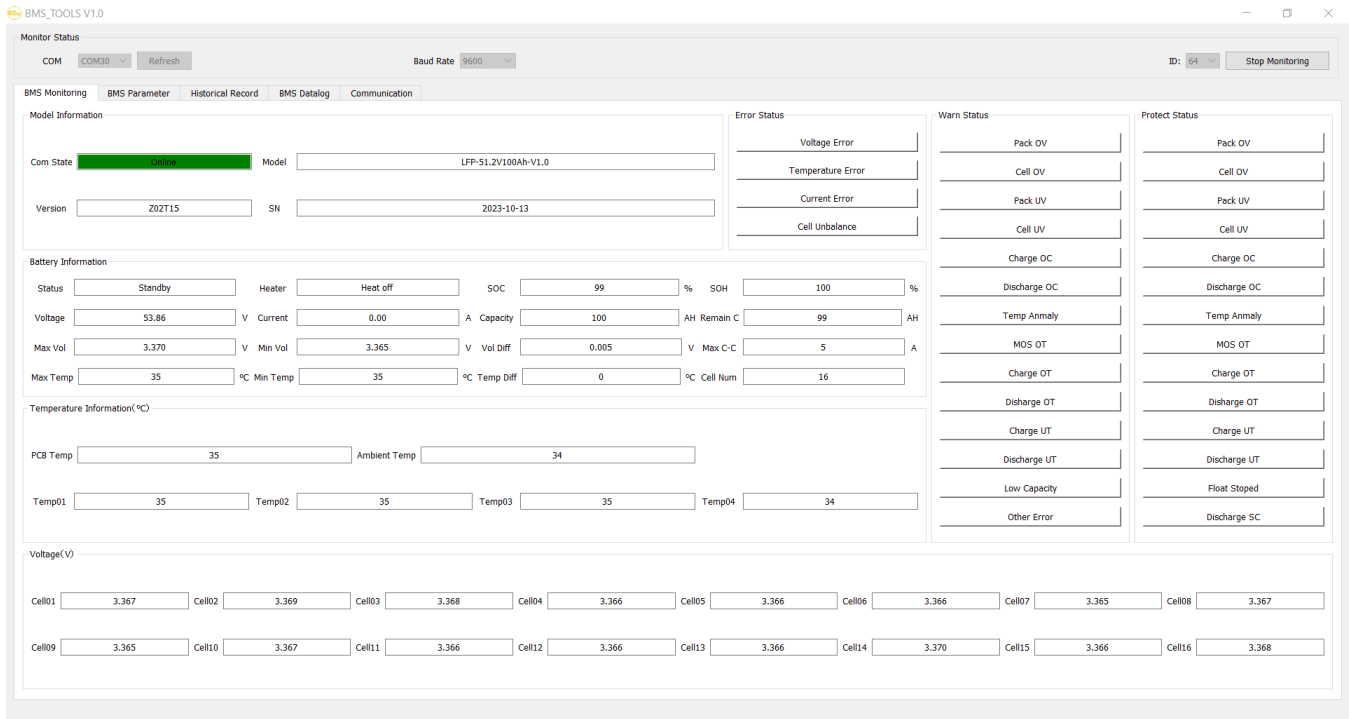 BMS_TOOLS V1.0
Monitor Status
COM COM30 Refresh Baud Rate 9600 ID: 64 Stop Monitoring
BMS Monitoring BMS Parameter Historical Record BMS Datalog Communication
Model Information
Com State Online Model LFP-51.2V100Ah-V1.0
Version Z02T15 SN 2023-10-13
Error Status
Voltage Error
Temperature Error
Current Error
Cell Unbalance
Warn Status
Pack OV
Cell OV
Pack UV
Cell UV
Charge OC
Discharge OC
Temp Anmaly
MOS OT
Charge OT
Disharge OT
Charge UT
Discharge UT
Low Capacity
Other Error
Protect Status
Pack OV
Cell OV
Pack UV
Cell UV
Charge OC
Discharge OC
Temp Anmaly
MOS OT
Charge OT
Disharge OT
Charge UT
Discharge UT
Float Stoped
Discharge SC
Battery Information
Status Standby Heater Heat off SOC 99 % SOH 100 %
Voltage 53.86 V Current 0.00 A Capacity 100 AH Remain C 99 AH
Max Vol 3.370 V Min Vol 3.365 V Vol Diff 0.005 V Max C-C 5 A
Max Temp 35 ºC Min Temp 35 ºC Temp Diff 0 ºC Cell Num 16
Temperature Information(ºC)
PCB Temp 35 Ambient Temp 34
Temp01 35 Temp02 35 Temp03 35 Temp04 34
Voltage(V)
Cell01 3.367 Cell02 3.369 Cell03 3.368 Cell04 3.366 Cell05 3.366 Cell06 3.366 Cell07 3.365 Cell08 3.367
Cell09 3.365 Cell10 3.367 Cell11 3.366 Cell12 3.366 Cell13 3.366 Cell14 3.370 Cell15 3.366 Cell16 3.368